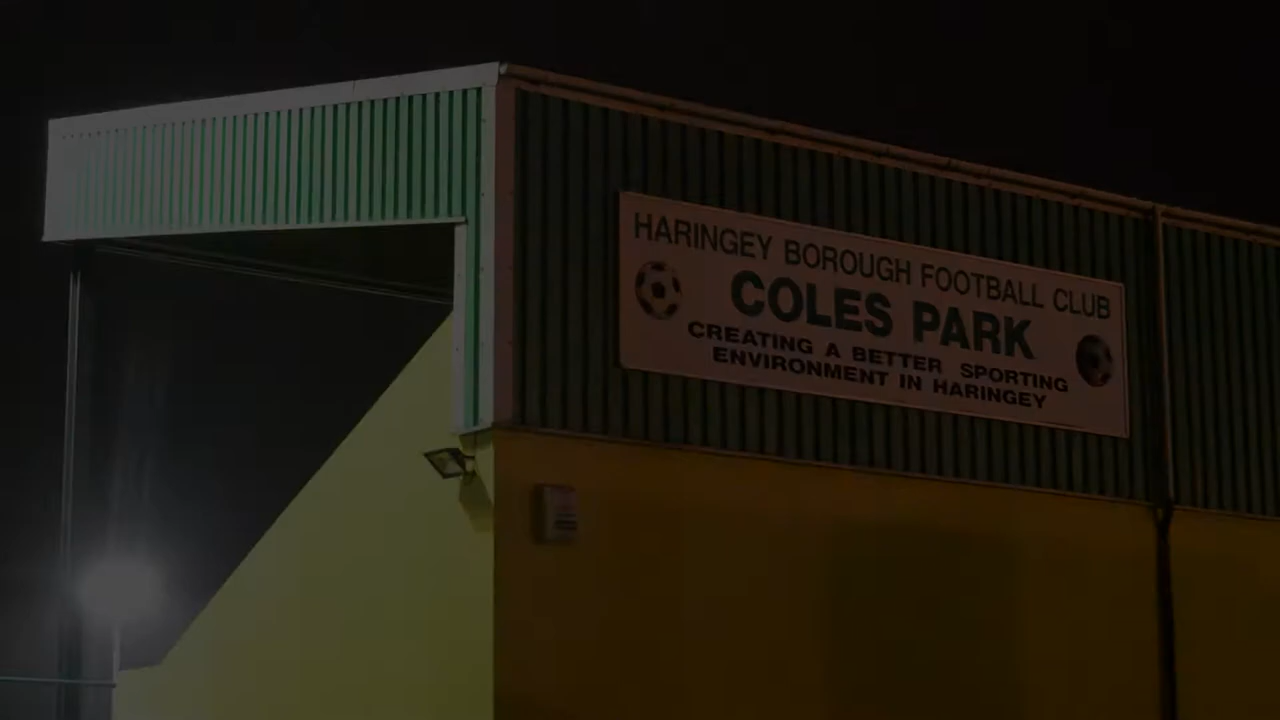 HARINGEY BOROUGH FOOTBALL CLUB
COLES PARK
CREATING A BETTER SPORTING
ENVIRONMENT IN HARINGEY